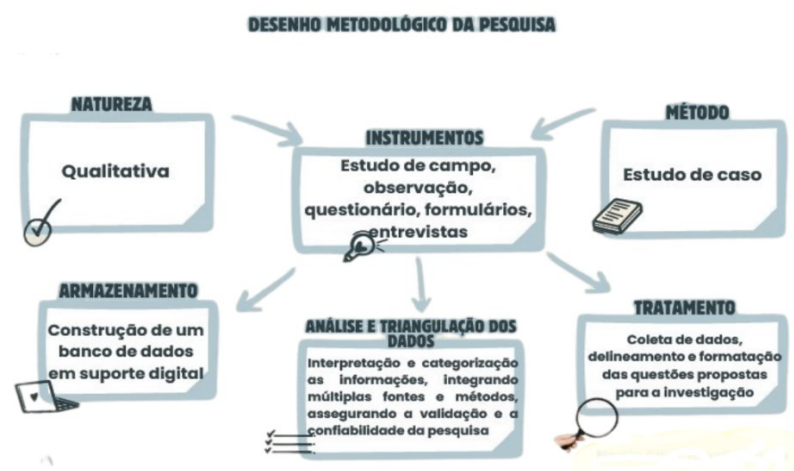 DESENHO METODOLÓGICO DA PESQUISA
NATUREZA
Qualitativa
INSTRUMENTOS
Estudo de campo,
observação,
questionário, formulários,
entrevistas
MÉTODO
Estudo de caso
ARMAZENAMENTO
Construção de um
banco de dados
em suporte digital
ANÁLISE E TRIANGULAÇÃO DOS
DADOS
Interpretação e categorização
as informações, integrando
múltiplas fontes e métodos,
assegurando a validação e a
confiabilidade da pesquisa
TRATAMENTO
Coleta de dados,
delineamento e formatação
das questões propostas
para a investigação